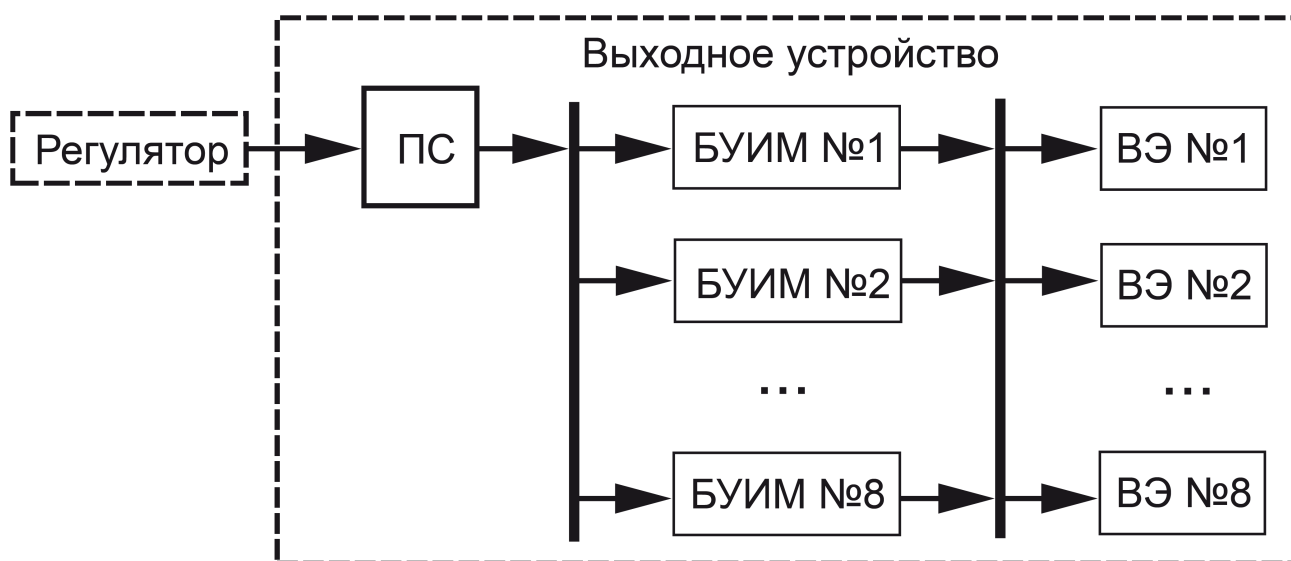 Выходное устройство
Регулятор
ПС
БУИМ №1
ВЭ №1
БУИМ №2
ВЭ №2
...
...
БУИМ №8
ВЭ №8